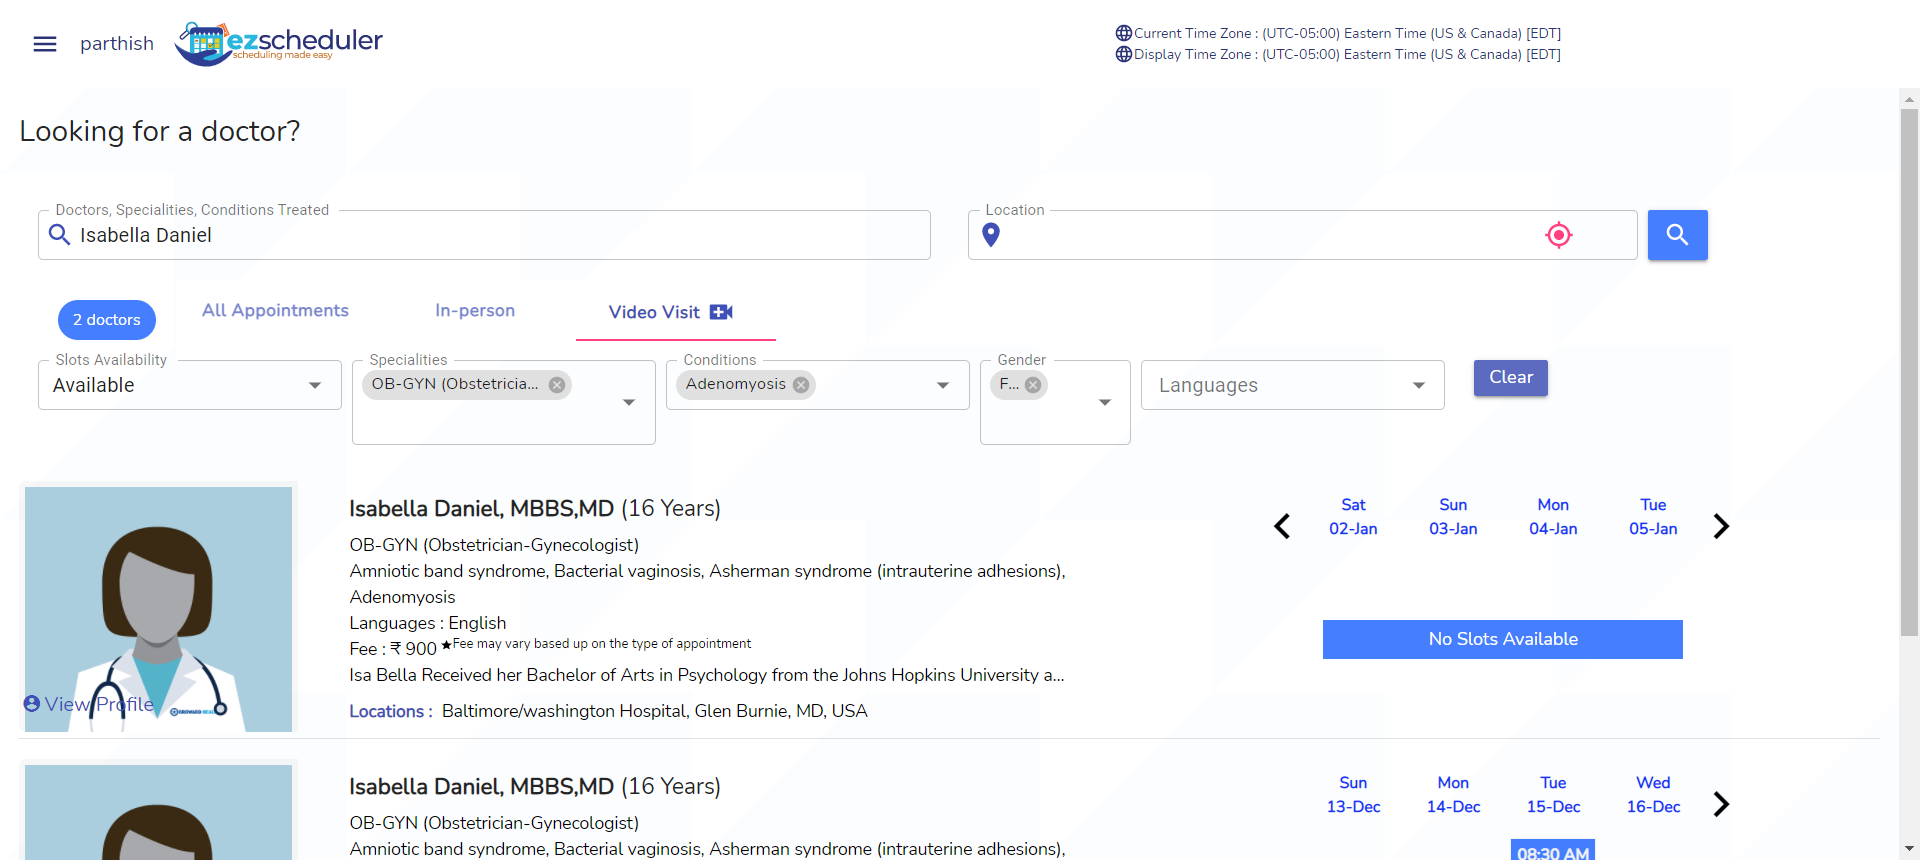 parthish
ezscheduler
scheduling made easy
Current Time Zone : (UTC-05:00) Eastern Time (US & Canada) [EDT]
Display Time Zone : (UTC-05:00) Eastern Time (US & Canada) [EDT]
Looking for a doctor?
Doctors, Specialities, Conditions Treated
Isabella Daniel
Location
2 doctors
All Appointments
In-person
Video Visit
Slots Availability
Available
Specialities
OB-GYN (Obstetricia...
Conditions
Adenomyosis
Gender
F...
Languages
Clear
Isabella Daniel, MBBS,MD (16 Years)
OB-GYN (Obstetrician-Gynecologist)
Amniotic band syndrome, Bacterial vaginosis, Asherman syndrome (intrauterine adhesions),
Adenomyosis
Languages : English
Fee : ₹ 900 ★Fee may vary based up on the type of appointment
Isa Bella Received her Bachelor of Arts in Psychology from the Johns Hopkins University a...
Locations : Baltimore/washington Hospital, Glen Burnie, MD, USA
View Profile
Sat Sun Mon Tue
02-Jan 03-Jan 04-Jan 05-Jan
No Slots Available
Isabella Daniel, MBBS,MD (16 Years)
OB-GYN (Obstetrician-Gynecologist)
Amniotic band syndrome, Bacterial vaginosis, Asherman syndrome (intrauterine adhesions),
Sun Mon Tue Wed
13-Dec 14-Dec 15-Dec 16-Dec
08:30 AM